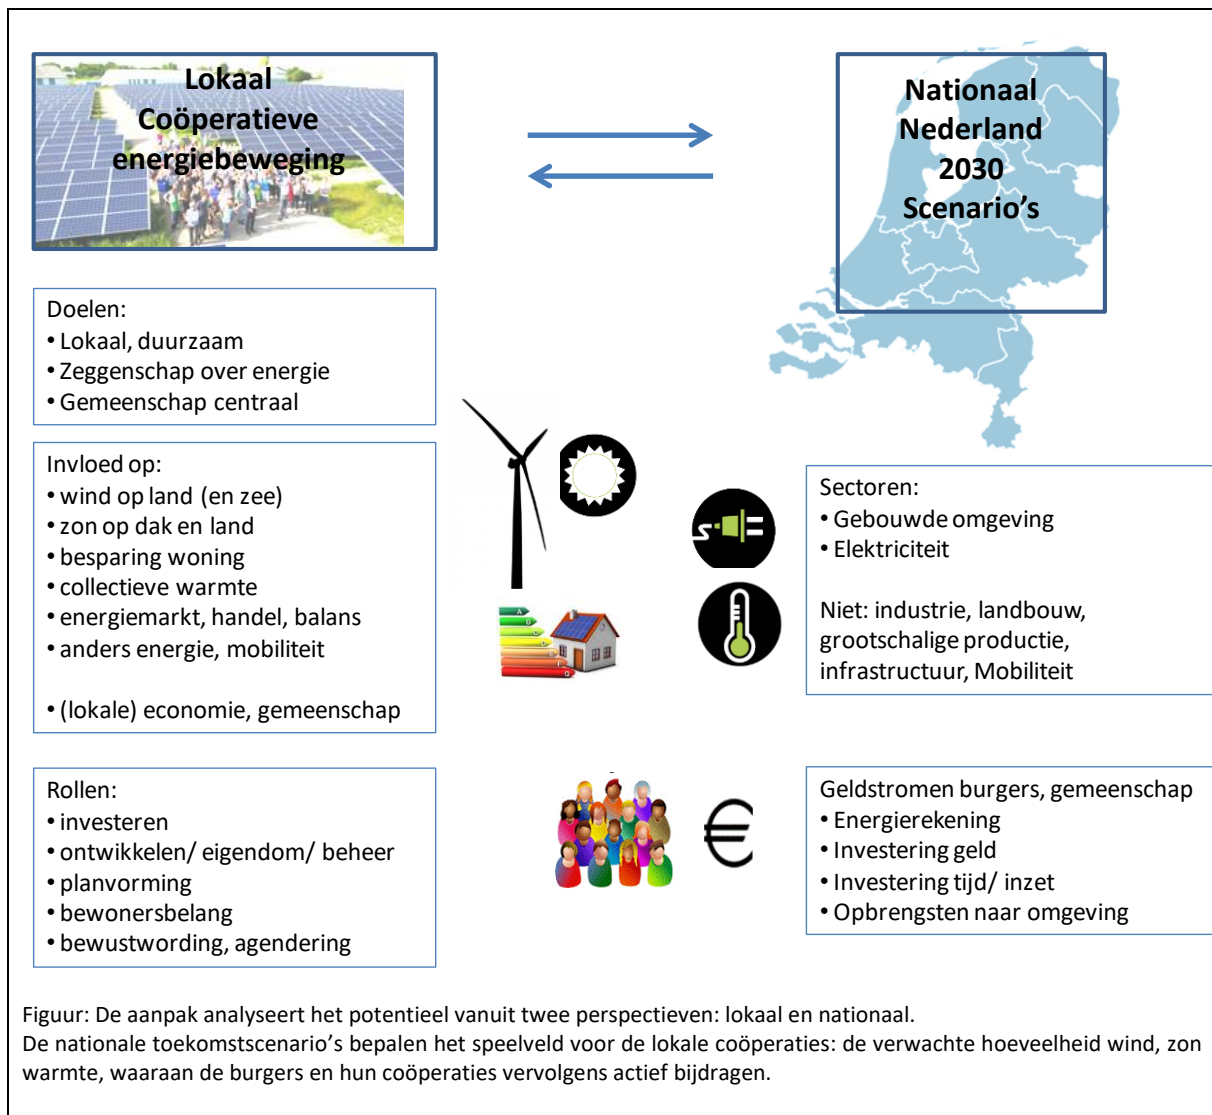 Lokaal
Coöperatieve
energiebeweging
Nationaal
Nederland
2030
Scenario's
Doelen:
• Lokaal, duurzaam
• Zeggenschap over energie
• Gemeenschap centraal
Invloed op:
• wind op land (en zee)
• zon op dak en land
• besparing woning
• collectieve warmte
• energiemarkt, handel, balans
• anders energie, mobiliteit
• (lokale) economie, gemeenschap
Sectoren:
• Gebouwde omgeving
• Elektriciteit
Niet: industrie, landbouw,
grootschalige productie,
infrastructuur, Mobiliteit
Rollen:
• investeren
• ontwikkelen/ eigendom/ beheer
• planvorming
• bewonersbelang
• bewustwording, agendering
€
Geldstromen burgers, gemeenschap
• Energierekening
• Investering geld
• Investering tijd/ inzet
• Opbrengsten naar omgeving
Figuur: De aanpak analyseert het potentieel vanuit twee perspectieven: lokaal en nationaal.
De nationale toekomstscenario's bepalen het speelveld voor de lokale coöperaties: de verwachte hoeveelheid wind, zon
warmte, waaraan de burgers en hun coöperaties vervolgens actief bijdragen.